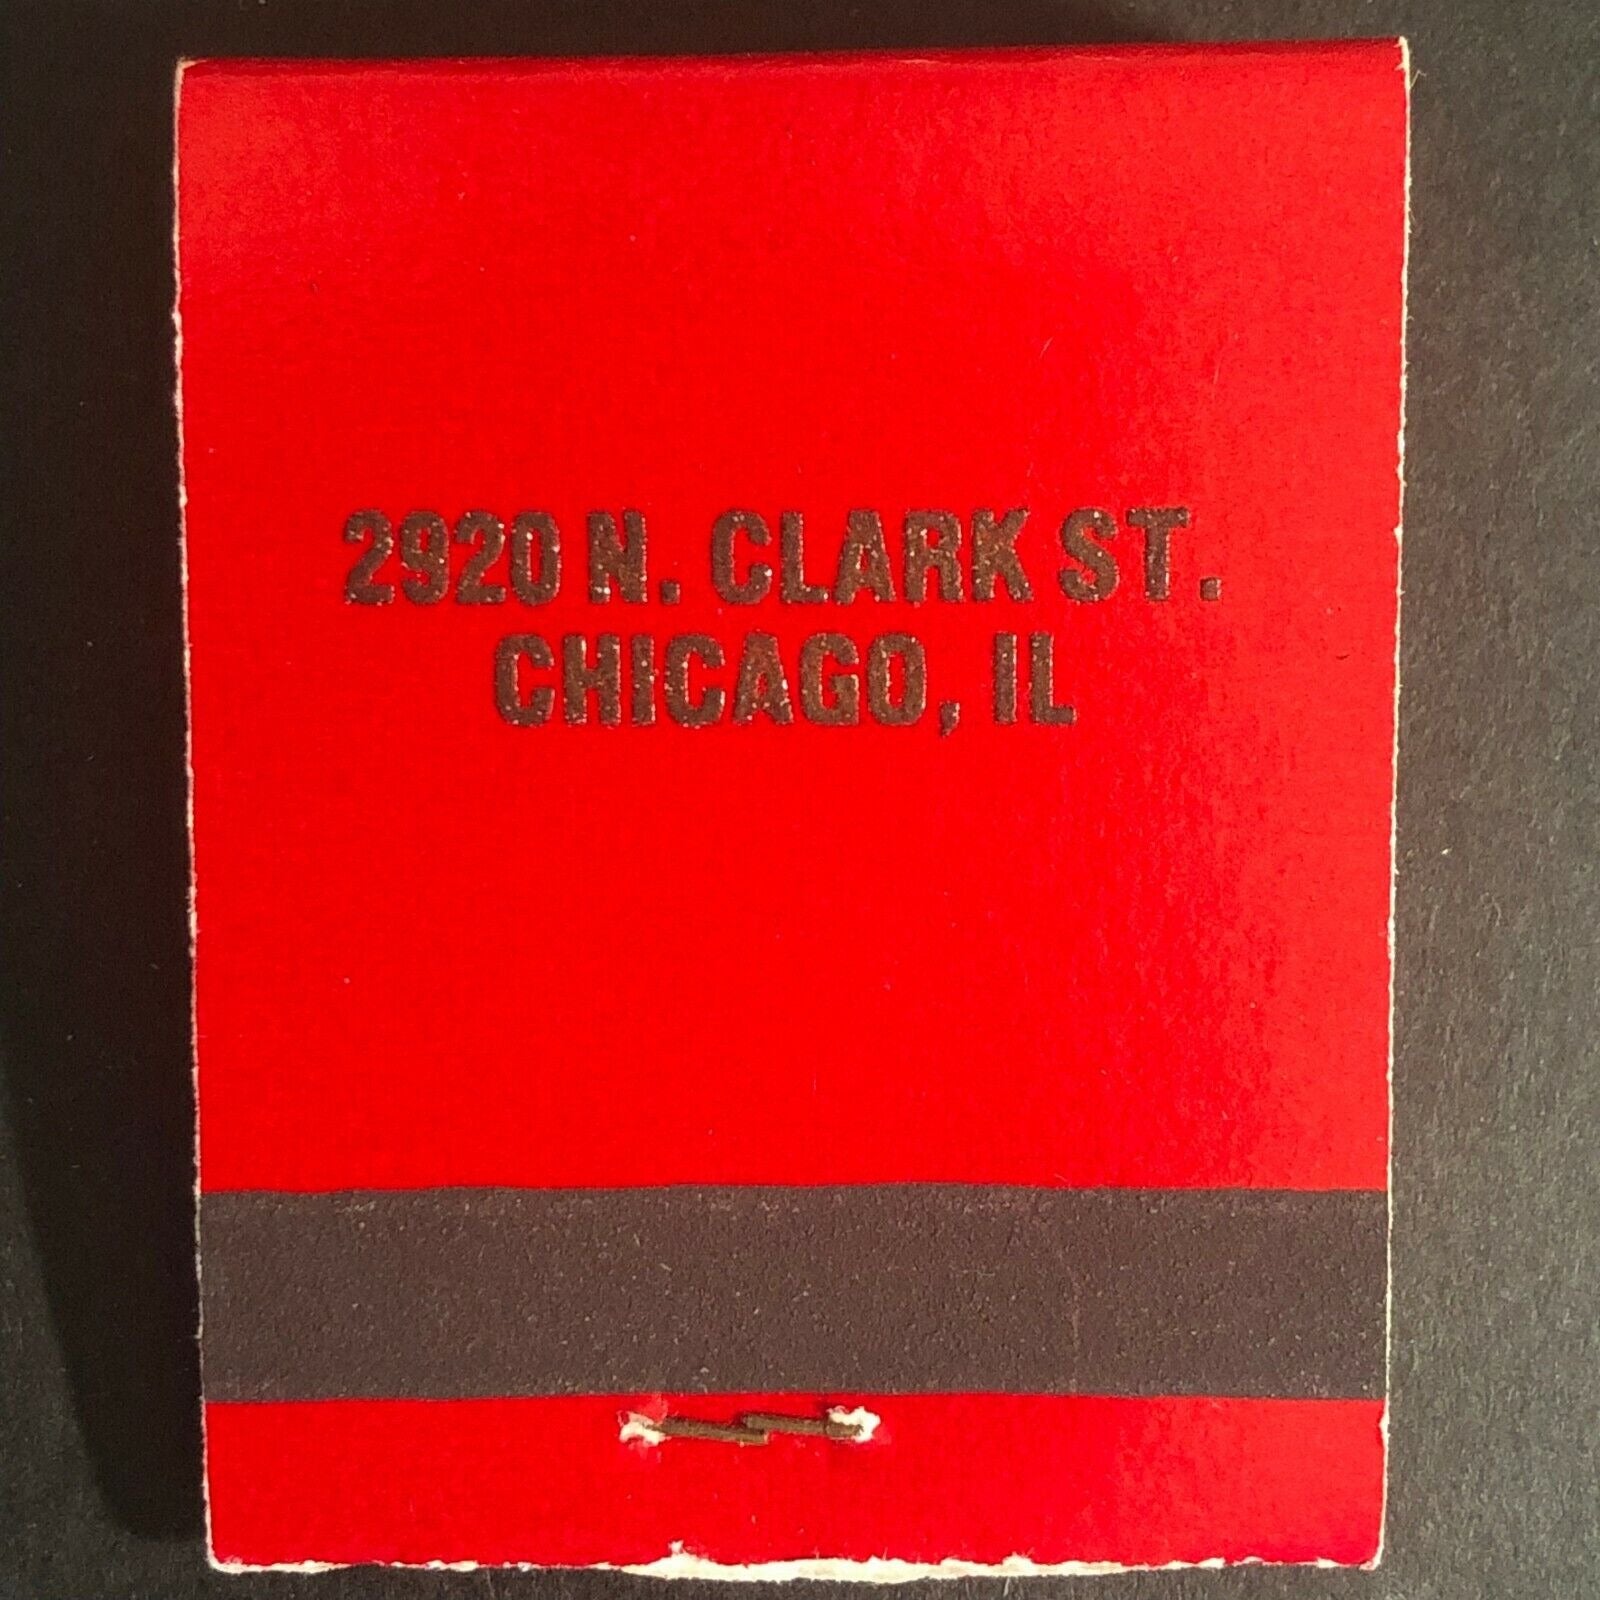 2920 N. CLARK ST.
CHICAGO, IL